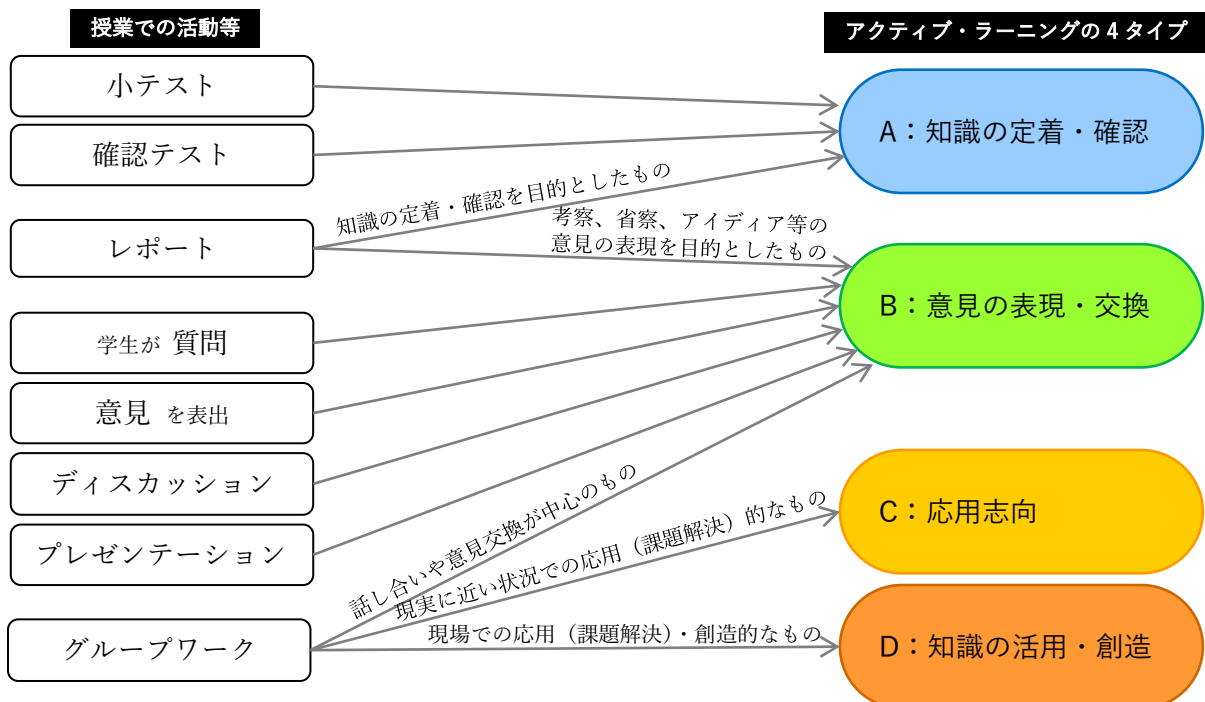 授業での活動等
アクティブ・ラーニングの4タイプ
小テスト
確認テスト
レポート
学生が 質問
意見 を表出
ディスカッション
プレゼンテーション
グループワーク
知識の定着・確認を目的としたもの
考察、省察、アイディア等の
意見の表現を目的としたもの
話し合いや意見交換が中心のもの
現実に近い状況での応用（課題解決）的なもの
現場での応用（課題解決）・創造的なもの
A：知識の定着・確認
B：意見の表現・交換
C：応用志向
D：知識の活用・創造